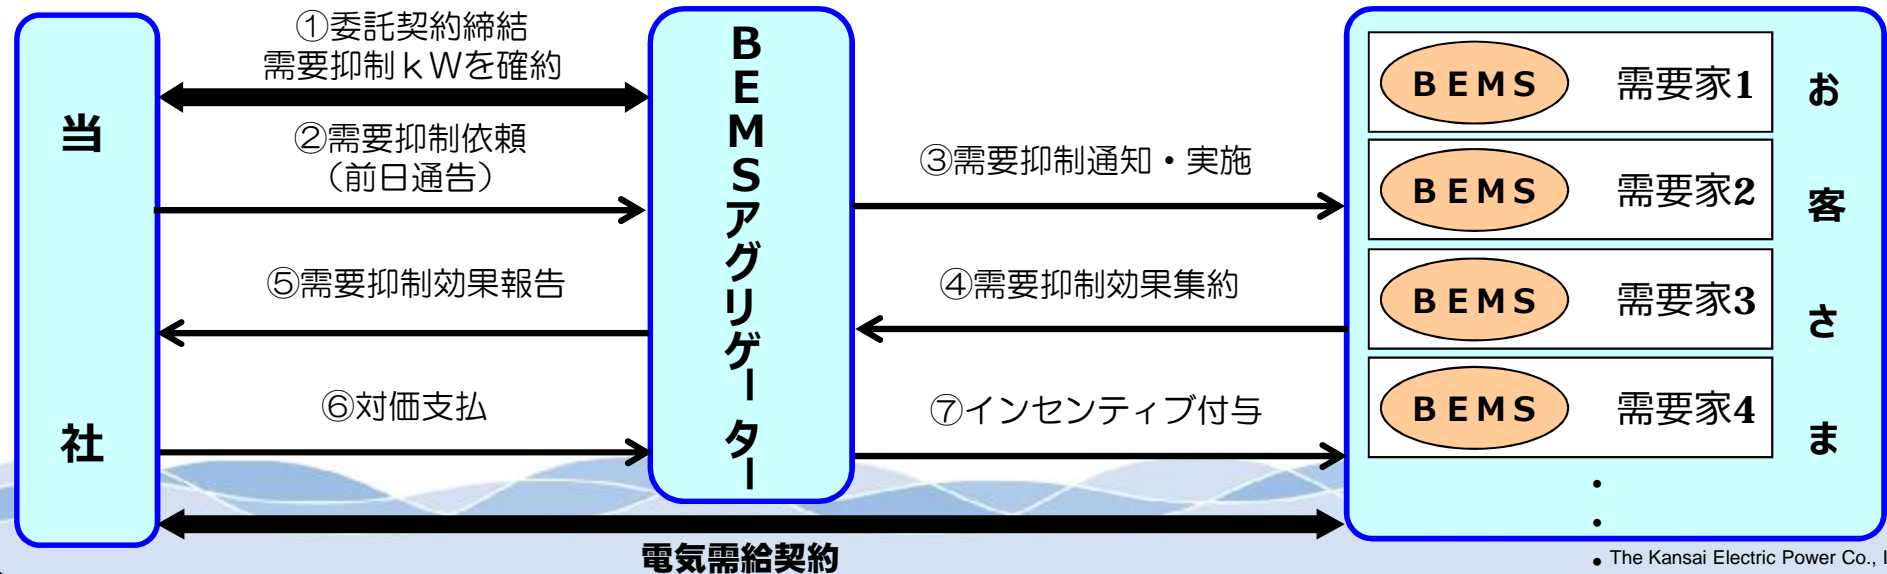 当社
①委託契約締結
需要抑制kWを確約
②需要抑制依頼
（前日通告）
⑤需要抑制効果報告
⑥対価支払
BEMSアグリゲーター
③需要抑制通知・実施
④需要抑制効果集約
⑦インセンティブ付与
BEMS 需要家1
BEMS 需要家2
BEMS 需要家3
BEMS 需要家4
お客さま
電気需給契約
The Kansai Electric Power Co., I